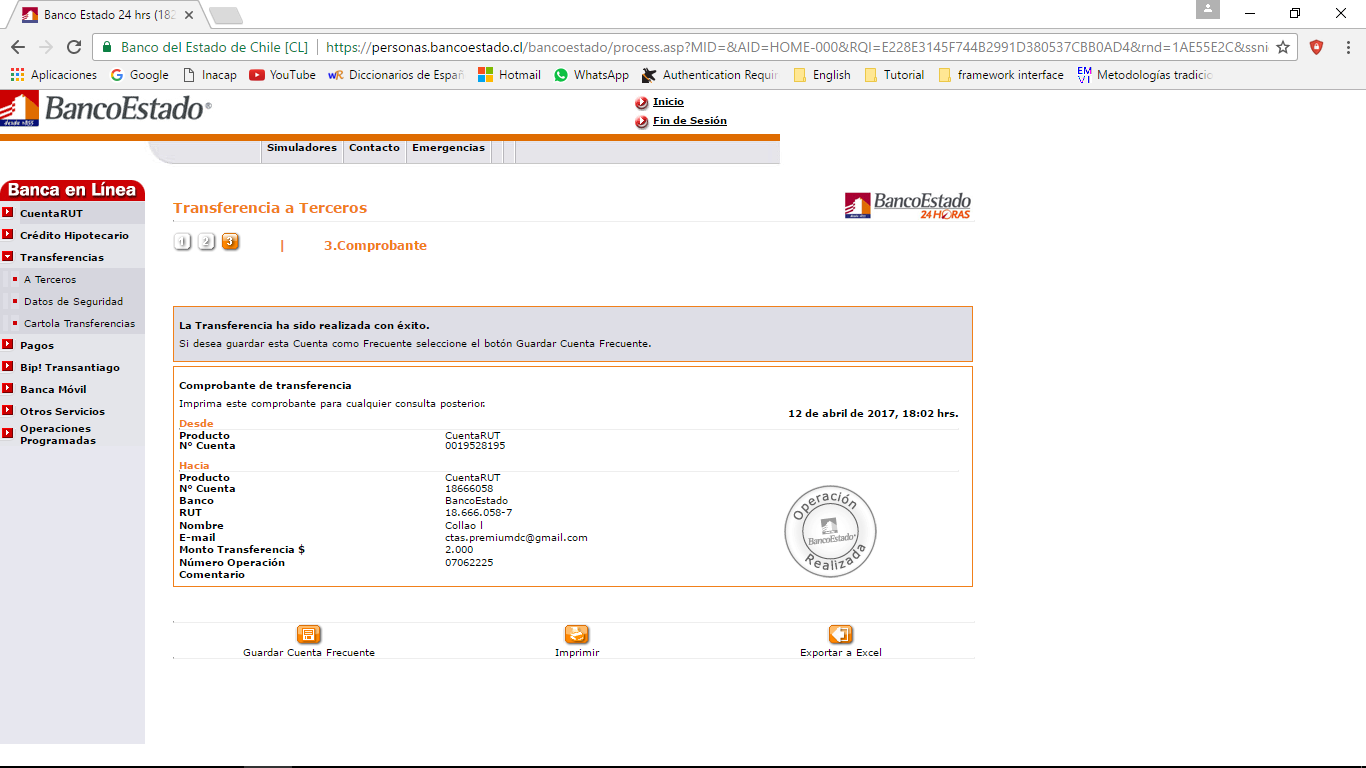 Banco Estado 24 hrs (182
Banco del Estado de Chile [CL] https://personas.bancoestado.cl/bancoestado/process.asp?MID=&AID=HOME-000&RQI=E228E3145F744B2991D380537CBB0AD4&rnd=1AE55E2C&ssni
Aplicaciones Google Inacap YouTube wR Diccionarios de Españ Hotmail WhatsApp Authentication Requir English Tutorial framework interface EM VI Metodologías tradicio
BancoEstado®
desde 1855
Inicio
Fin de Sesión
Simuladores Contacto Emergencias
Banca en Línea
CuentaRUT
Crédito Hipotecario
Transferencias
A Terceros
Datos de Seguridad
Cartola Transferencias
Pagos
Bip! Transantiago
Banca Móvil
Otros Servicios
Operaciones
Programadas
Transferencia a Terceros
BancoEstado
24 HORAS
1 2 3 | 3.Comprobante
La Transferencia ha sido realizada con éxito.
Si desea guardar esta Cuenta como Frecuente seleccione el botón Guardar Cuenta Frecuente.
Comprobante de transferencia
Imprima este comprobante para cualquier consulta posterior.
12 de abril de 2017, 18:02 hrs.
Desde
Producto CuentaRUT
Nº Cuenta 0019528195
Hacia
Producto CuentaRUT
Nº Cuenta 18666058
Banco BancoEstado
RUT 18.666.058-7
Nombre Collao l
E-mail ctas.premiumdc@gmail.com
Monto Transferencia $ 2.000
Número Operación 07062225
Comentario
Operación
BancoEstado®
Realizada
Guardar Cuenta Frecuente Imprimir Exportar a Excel